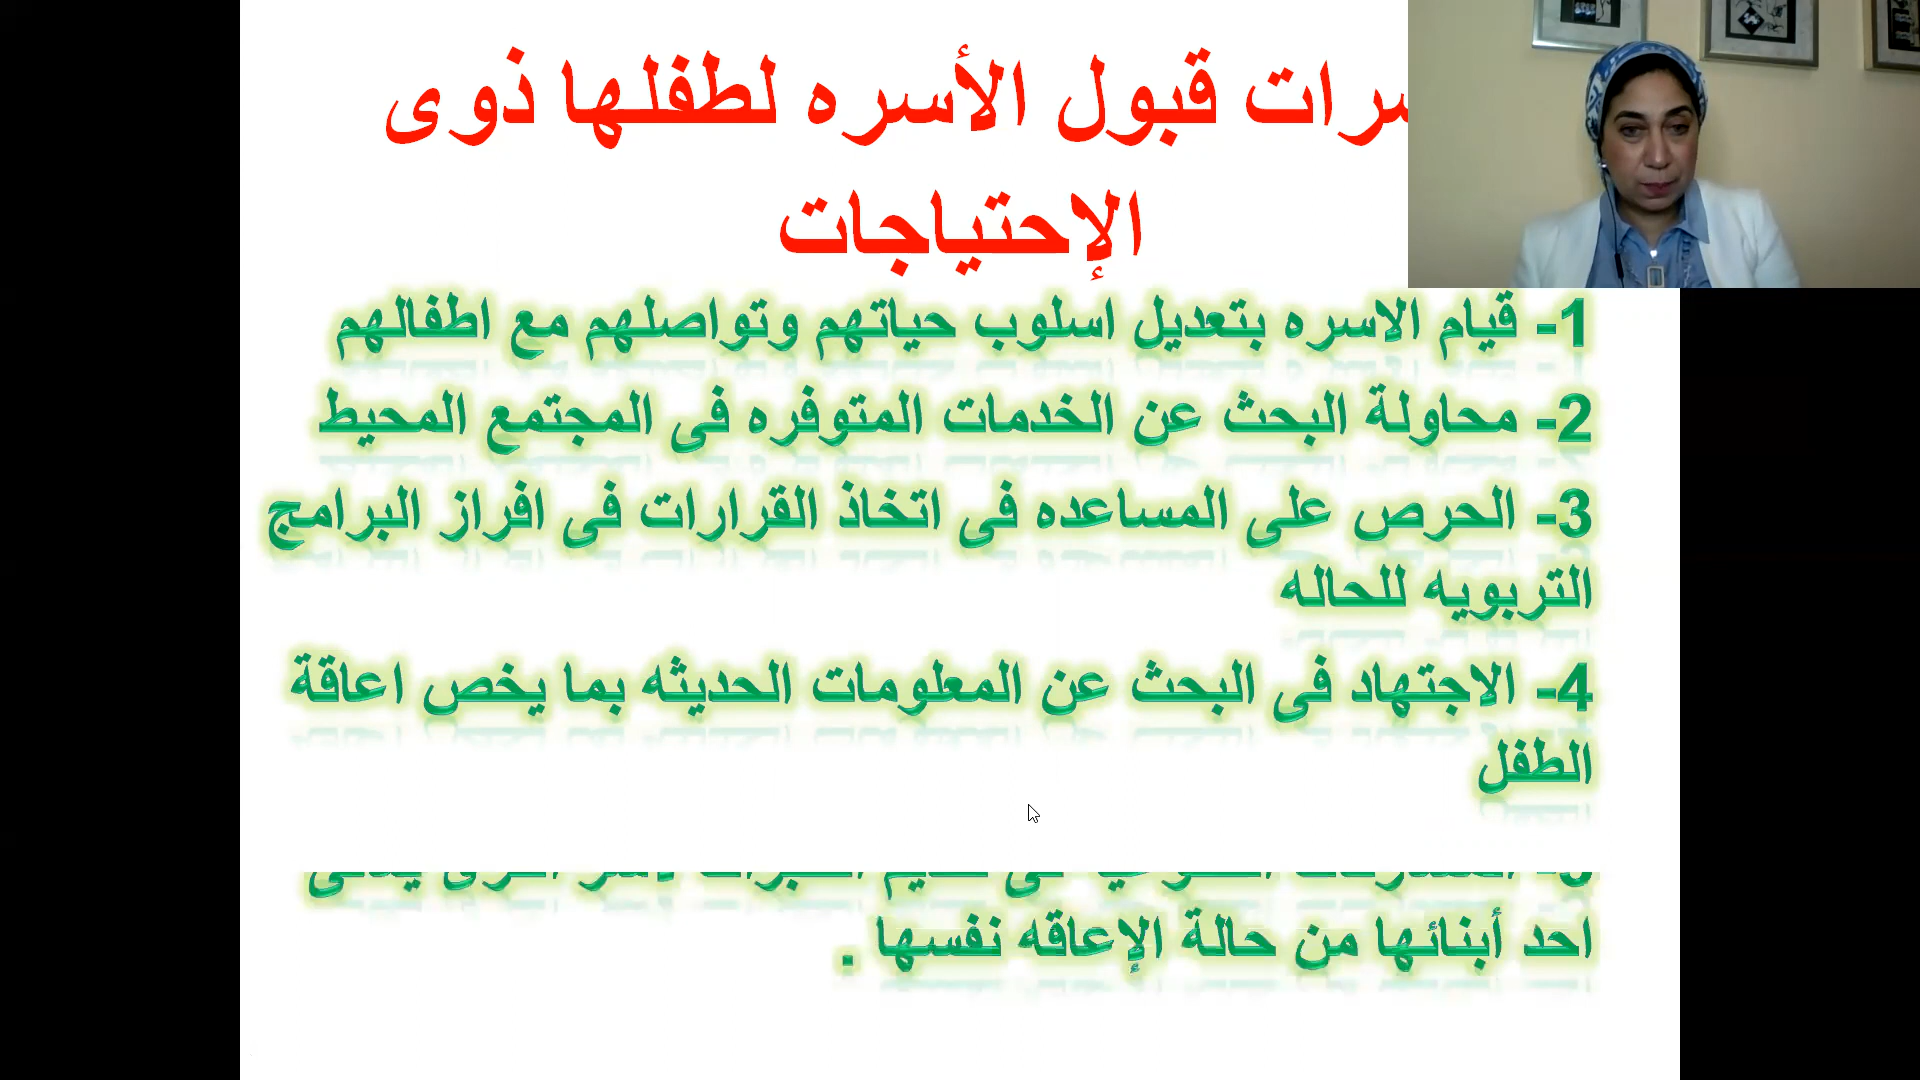 قبول الأسره لطفلها ذوى
الإحتياجات
1- قيام الاسره بتعديل اسلوب حياتهم وتواصلهم مع اطفالهم
2- محاولة البحث عن الخدمات المتوفره فى المجتمع المحيط
3- الحرص على المساعده فى اتخاذ القرارات فى افراز البرامج
التربويه للحاله
4- الاجتهاد فى البحث عن المعلومات الحديثه بما يخص اعاقة
الطفل
احد أبنائها من حالة الإعاقه نفسها .